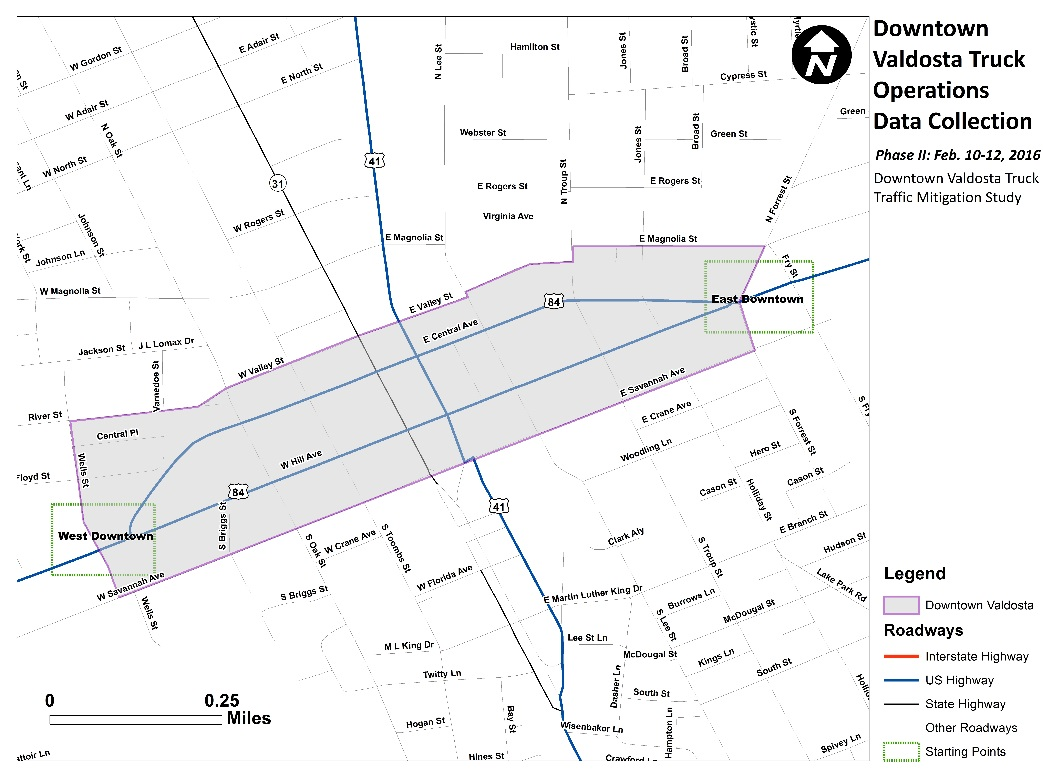 Downtown
Valdosta Truck
Operations
Data Collection
Phase II: Feb. 10-12, 2016
Downtown Valdosta Truck
Traffic Mitigation Study
N
W Gordon St
E Adair St
N Lee St
Hamilton St
Jones St
Broad St
Cypress St
W Adair St
E North St
N Oak St
Webster St
Jones St
Broad St
Green St
Green
41
W North St
31
E Rogers St
N Troup St
E Rogers St
N Forrest St
Virginia Ave
W Rogers St
Johnson St
Johnson Ln
E Magnolia St
E Magnolia St
Fry St
W Magnolia St
East Downtown
E Valley St
84
E Central Ave
Jackson St
J L Lomax Dr
W Valley St
Varnedoe St
E Savannah Ave
River St
E Crane Ave
S Forrest St
Central Pl
Woodling Ln
Hero St
W Hill Ave
Wells St
Floyd St
84
Cason St
Cason St
Holliday St
41
S Briggs St
E Branch St
West Downtown
S Oak St
W Crane Ave
S Toombs St
Clark Aly
S Troup St
Hudson St
W Savannah Ave
W Florida Ave
Lake Park Rd
S Briggs St
E Martin Luther King Dr
Burrows Ln
McDougal St
Wells St
S Lee St
Lee St Ln
M L King Dr
McDougal St
Kings Ln
South St
Twitty Ln
Dasher Ln
South St
Bay St
Hogan St
Hampton Ln
Wisenbaker Ln
Spivey Ln
Hines St
Legend
Downtown Valdosta
Roadways
Interstate Highway
US Highway
State Highway
Other Roadways
Starting Points
0 0.25
Miles